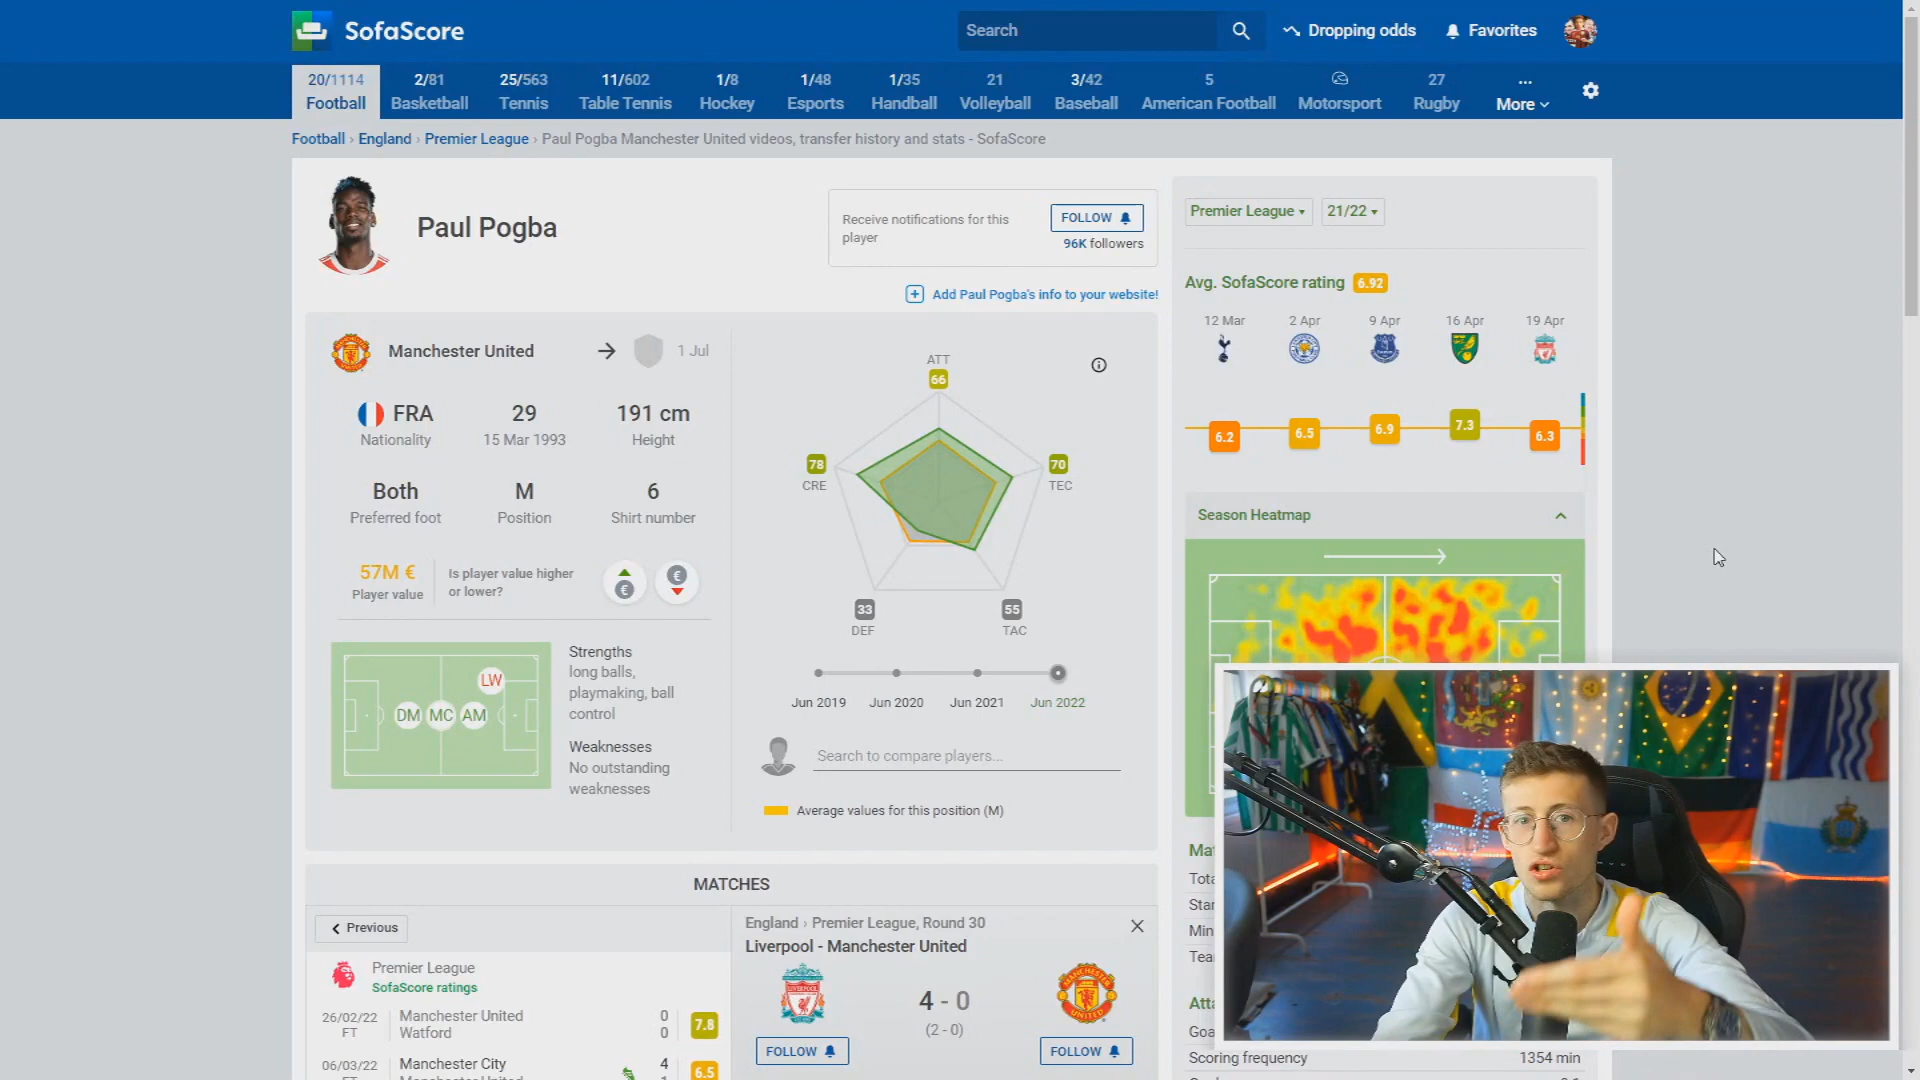 SofaScore
Search
Dropping odds
Favorites
20/1114
Football
2/81
Basketball
25/563
Tennis
11/602
Table Tennis
1/8
Hockey
1/48
Esports
1/35
Handball
21
Volleyball
3/42
Baseball
5
American Football
Motorsport
27
Rugby
...
More
Football › England › Premier League › Paul Pogba Manchester United videos, transfer history and stats - SofaScore
Paul Pogba
Receive notifications for this
player
FOLLOW
96K followers
Add Paul Pogba's info to your website!
Manchester United
1 Jul
FRA
Nationality
29
15 Mar 1993
191 cm
Height
Both
Preferred foot
M
Position
6
Shirt number
57M €
Player value
Is player value higher
or lower?
€
€
LW
DM
MC
AM
Strengths
long balls,
playmaking, ball
control
Weaknesses
No outstanding
weaknesses
ATT
66
78
CRE
70
TEC
33
DEF
55
TAC
Jun 2019
Jun 2020
Jun 2021
Jun 2022
Search to compare players...
Average values for this position (M)
Premier League
21/22
Avg. SofaScore rating 6.92
12 Mar
2 Apr
9 Apr
16 Apr
19 Apr
6.2
6.5
6.9
7.3
6.3
Season Heatmap
MATCHES
Previous
Premier League
SofaScore ratings
26/02/22
FT
Manchester United
Watford
0
0
7.8
06/03/22
Manchester City
4
6.5
England › Premier League, Round 30
Liverpool - Manchester United
4 - 0
(2 - 0)
FOLLOW
FOLLOW
Scoring frequency
1354 min